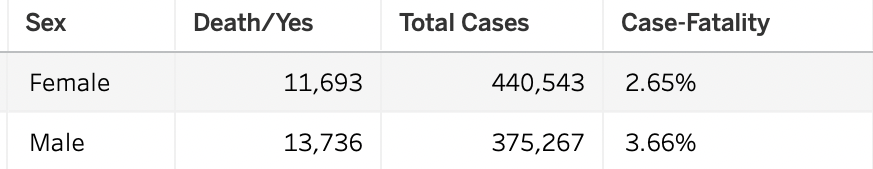 Sex Death/Yes Total Cases Case-Fatality
Female 11,693 440,543 2.65%
Male 13,736 375,267 3.66%